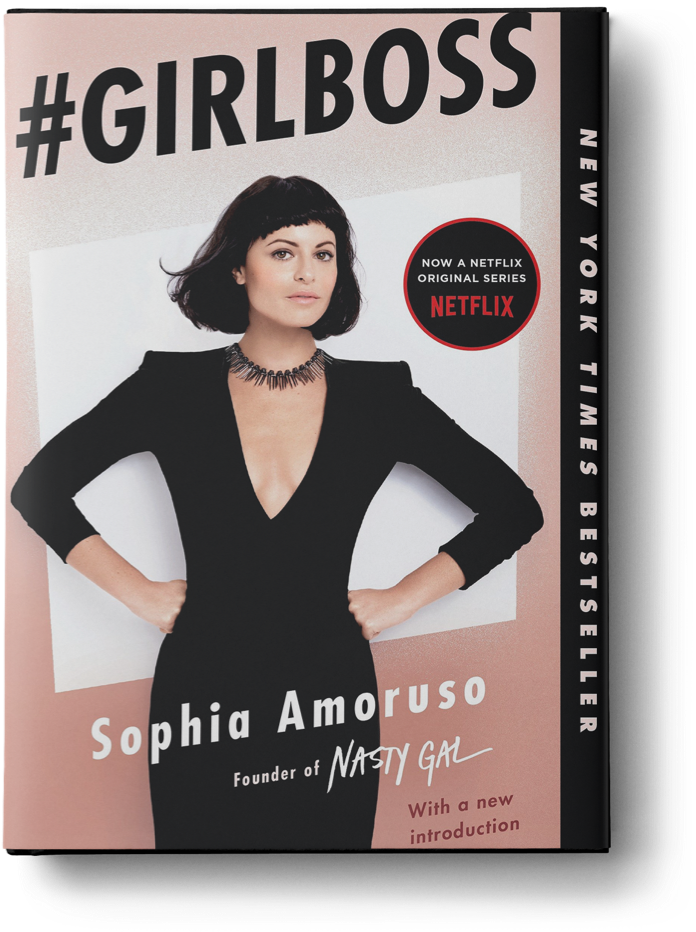 #GIRLBOSS
NOW A NETFLIX
ORIGINAL SERIES
NETFLIX
Sophia Amoruso
Founder of NASTY GAL
With a new
introduction
NEW YORK TIMES BESTSELLER